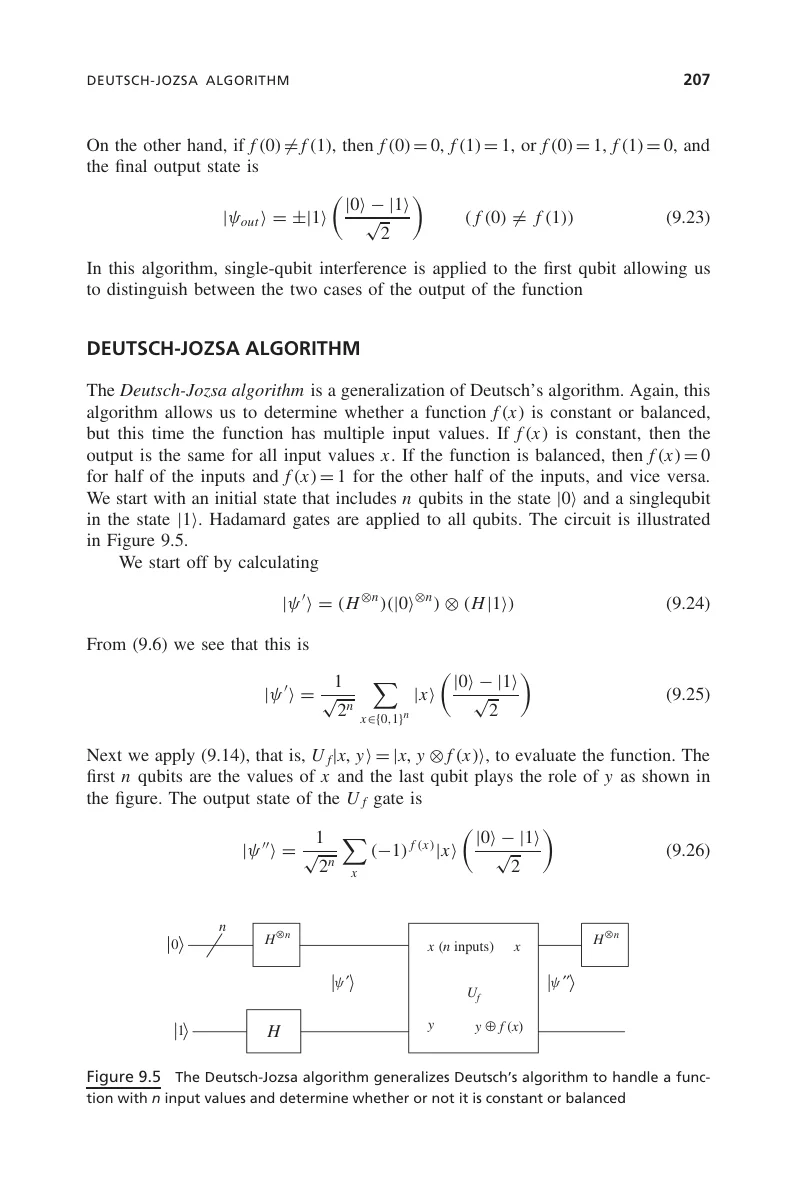 DEUTSCH-JOZSA ALGORITHM 207
On the other hand, if f(0) ≠ f(1), then f(0) = 0, f(1) = 1, or f(0) = 1, f(1) = 0, and
the final output state is
|ψout⟩ = ±|1⟩ ( (|0⟩ − |1⟩) / √2 ) (f(0) ≠ f(1)) (9.23)
In this algorithm, single-qubit interference is applied to the first qubit allowing us
to distinguish between the two cases of the output of the function
DEUTSCH-JOZSA ALGORITHM
The Deutsch-Jozsa algorithm is a generalization of Deutsch's algorithm. Again, this
algorithm allows us to determine whether a function f(x) is constant or balanced,
but this time the function has multiple input values. If f(x) is constant, then the
output is the same for all input values x. If the function is balanced, then f(x) = 0
for half of the inputs and f(x) = 1 for the other half of the inputs, and vice versa.
We start with an initial state that includes n qubits in the state |0⟩ and a singlequbit
in the state |1⟩. Hadamard gates are applied to all qubits. The circuit is illustrated
in Figure 9.5.
We start off by calculating
|ψ′⟩ = (H⊗n)(|0⟩⊗n) ⊗ (H|1⟩) (9.24)
From (9.6) we see that this is
|ψ′⟩ = 1/√2ⁿ ∑x∈{0,1}ⁿ |x⟩ ( (|0⟩ − |1⟩) / √2 ) (9.25)
Next we apply (9.14), that is, Uf|x, y⟩ = |x, y ⊗ f(x)⟩, to evaluate the function. The
first n qubits are the values of x and the last qubit plays the role of y as shown in
the figure. The output state of the Uf gate is
|ψ″⟩ = 1/√2ⁿ ∑x (−1)f(x)|x⟩ ( (|0⟩ − |1⟩) / √2 ) (9.26)
n
|0⟩ H⊗n x (n inputs) x H⊗n
|ψ′⟩ Uf |ψ″⟩
|1⟩ H y y ⊕ f(x)
Figure 9.5 The Deutsch-Jozsa algorithm generalizes Deutsch's algorithm to handle a func-
tion with n input values and determine whether or not it is constant or balanced